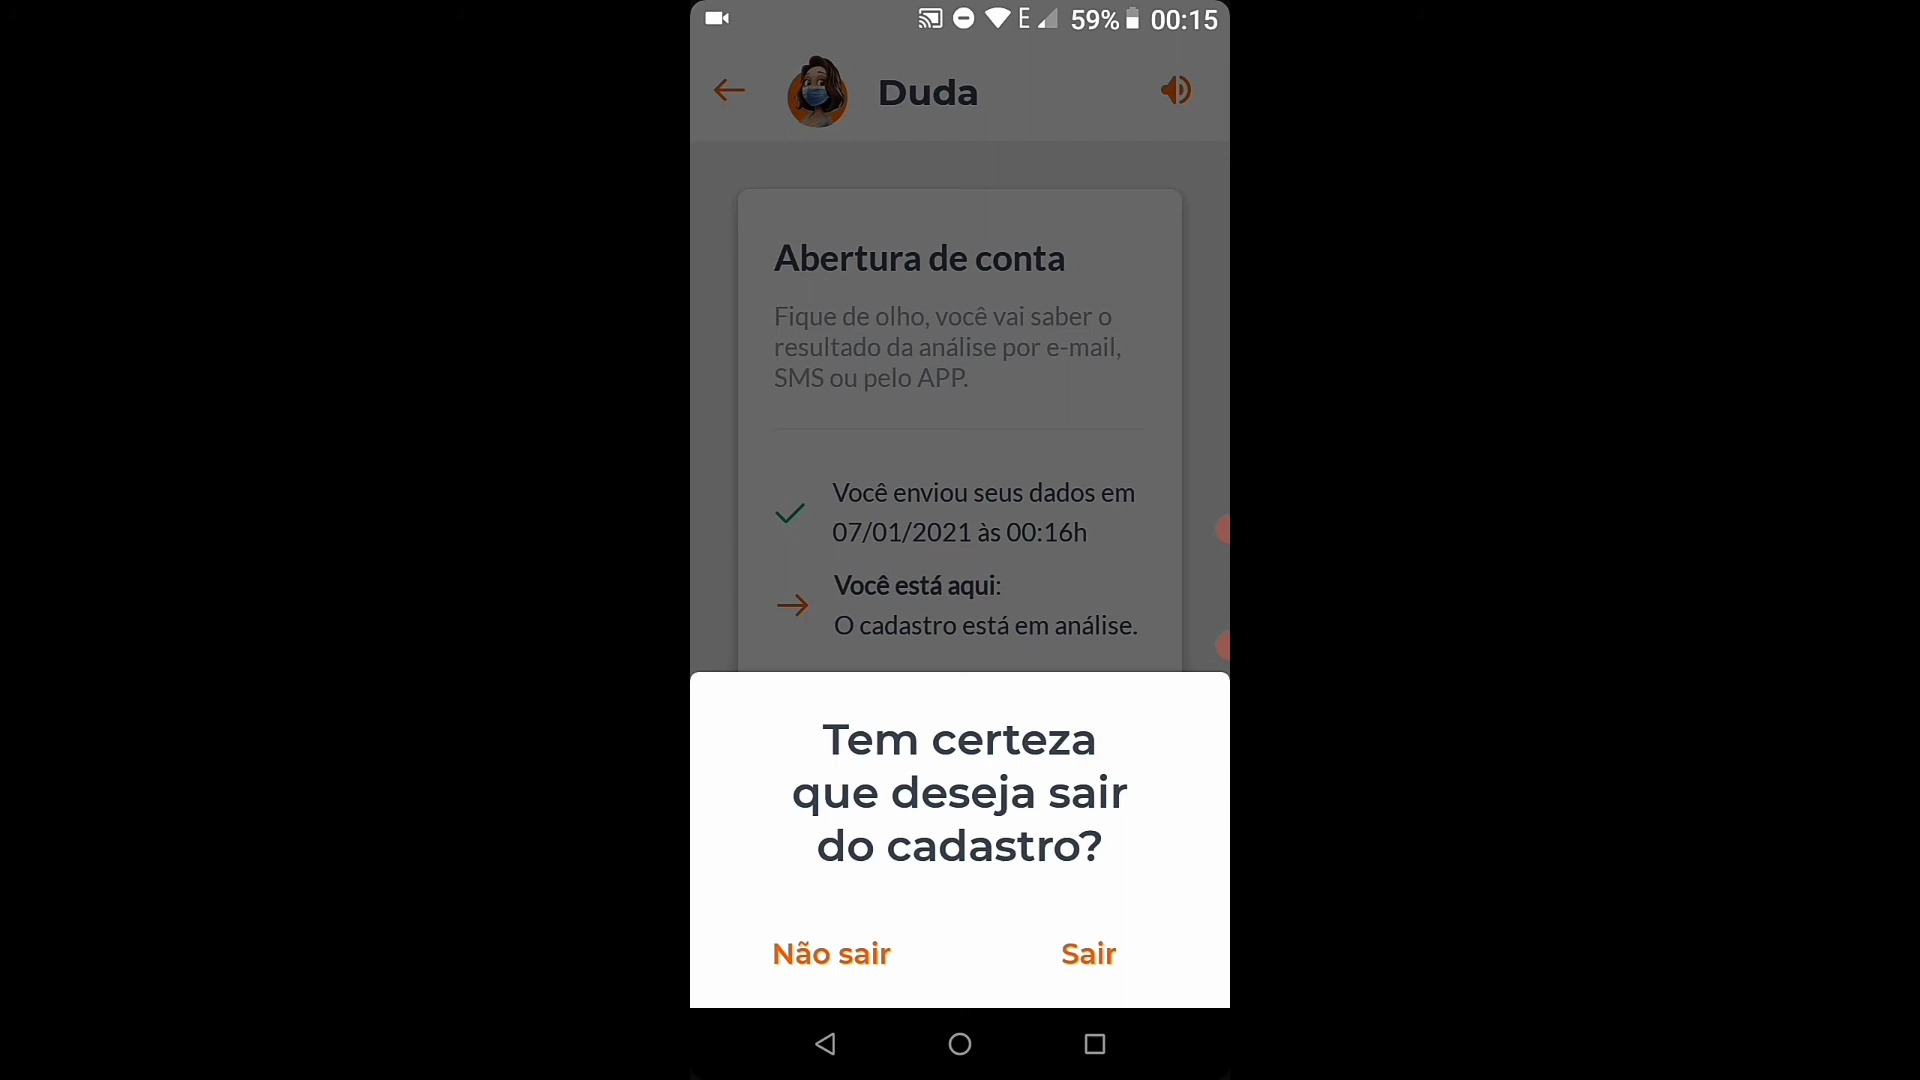 E 59% 00:15
Duda
Abertura de conta
Fique de olho, você vai saber o
resultado da análise por e-mail,
SMS ou pelo APP.
Você enviou seus dados em
07/01/2021 às 00:16h
Você está aqui:
O cadastro está em análise.
Tem certeza
que deseja sair
do cadastro?
Não sair Sair